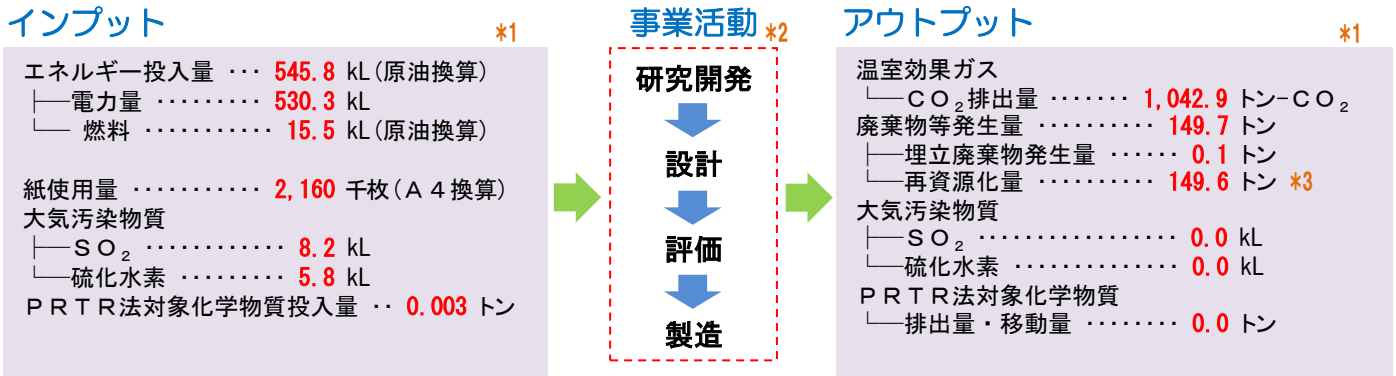 インプット *1
エネルギー投入量 ··· 545.8 kL(原油換算)
├─電力量 ········· 530.3 kL
└─ 燃料 ··········· 15.5 kL(原油換算)
紙使用量 ··········· 2,160 千枚(A4換算)
大気汚染物質
├─SO₂ ············ 8.2 kL
└─硫化水素 ········· 5.8 kL
PRTR法対象化学物質投入量 ·· 0.003 トン
事業活動 *2
研究開発
設計
評価
製造
アウトプット *1
温室効果ガス
└─CO₂排出量 ······· 1,042.9 トン-CO₂
廃棄物等発生量 ·········· 149.7 トン
├─埋立廃棄物発生量 ······ 0.1 トン
└─再資源化量 ·········· 149.6 トン *3
大気汚染物質
├─SO₂ ················· 0.0 kL
└─硫化水素 ·············· 0.0 kL
PRTR法対象化学物質
└─排出量・移動量 ········ 0.0 トン